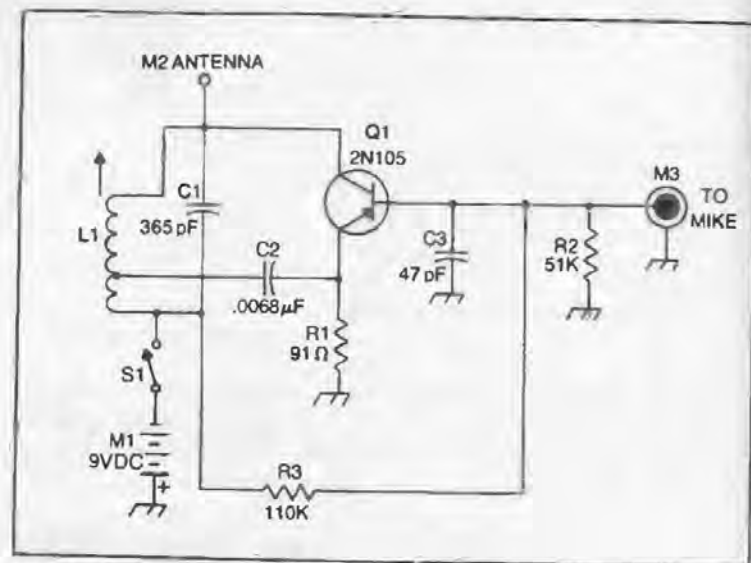 M2 ANTENNA
Q1
2N105
M3
TO
MIKE
C1
365 pF
L1
C2
.0068µF
C3
47 pF
R2
51K
R1
91 Ω
S1
M1
9VDC
+
R3
110K